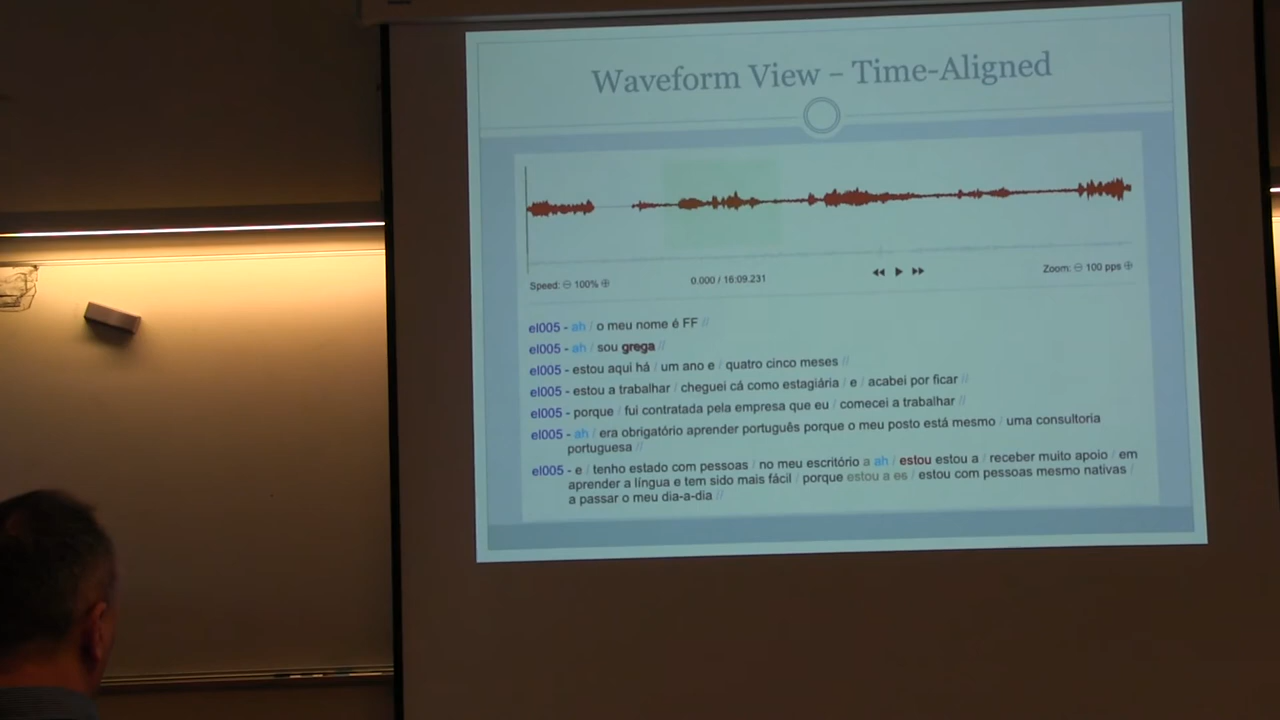 Waveform View – Time-Aligned
Speed: ⊖ 100% ⊕ 0.000 / 16:09.231 Zoom: ⊖ 100 pps ⊕
el005 - ah / o meu nome é FF //
el005 - ah / sou grega //
el005 - estou aqui há / um ano e / quatro cinco meses //
el005 - estou a trabalhar / cheguei cá como estagiária / e / acabei por ficar //
el005 - porque / fui contratada pela empresa que eu / comecei a trabalhar //
el005 - ah / era obrigatório aprender português porque o meu posto está mesmo / uma consultoria
portuguesa //
el005 - e / tenho estado com pessoas / no meu escritório a ah / estou estou a / receber muito apoio / em
aprender a língua e tem sido mais fácil / porque estou a es / estou com pessoas mesmo nativas /
a passar o meu dia-a-dia //